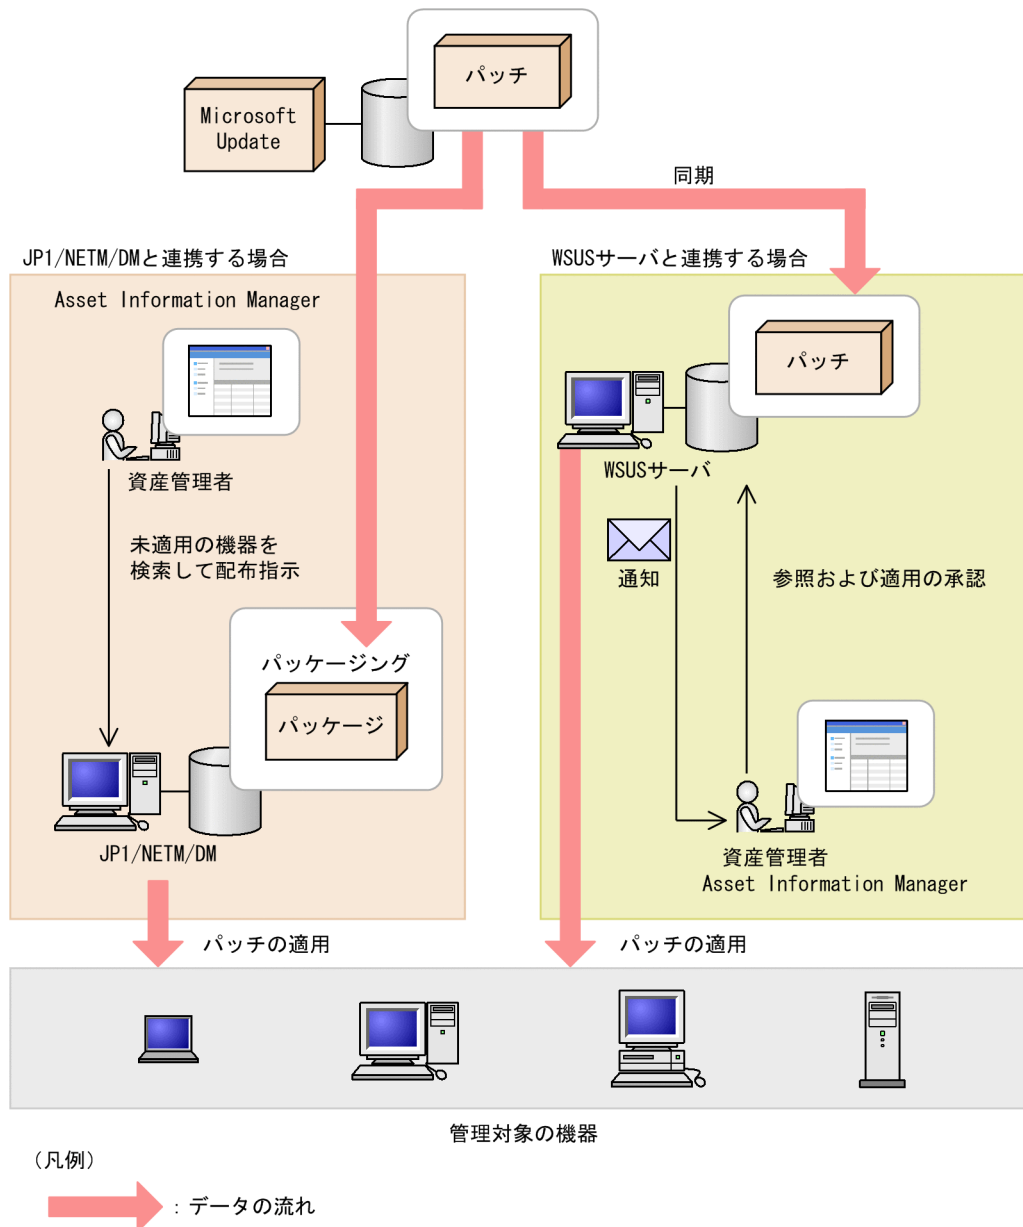 パッチ
Microsoft
Update
同期
JP1/NETM/DMと連携する場合
Asset Information Manager
資産管理者
未適用の機器を
検索して配布指示
パッケージング
パッケージ
JP1/NETM/DM
パッチの適用
WSUSサーバと連携する場合
パッチ
WSUSサーバ
通知
参照および適用の承認
資産管理者
Asset Information Manager
パッチの適用
管理対象の機器
(凡例)
: データの流れ